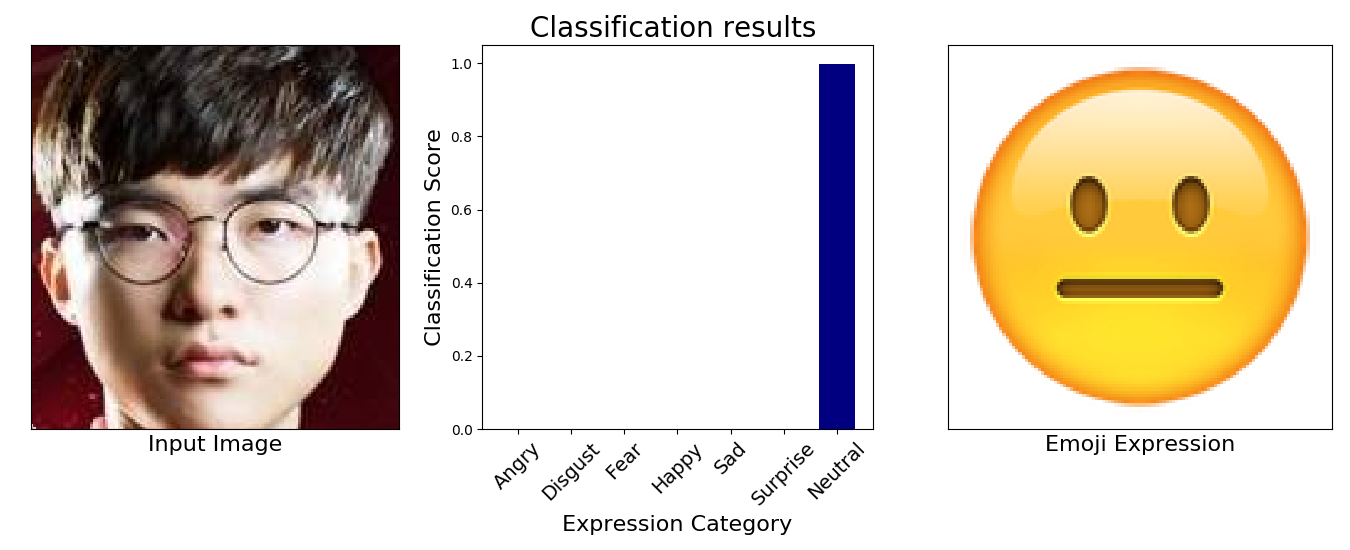 Classification results
1.0
0.8
0.6
0.4
0.2
0.0
Classification Score
Angry
Disgust
Fear
Happy
Sad
Surprise
Neutral
Expression Category
Input Image
Emoji Expression